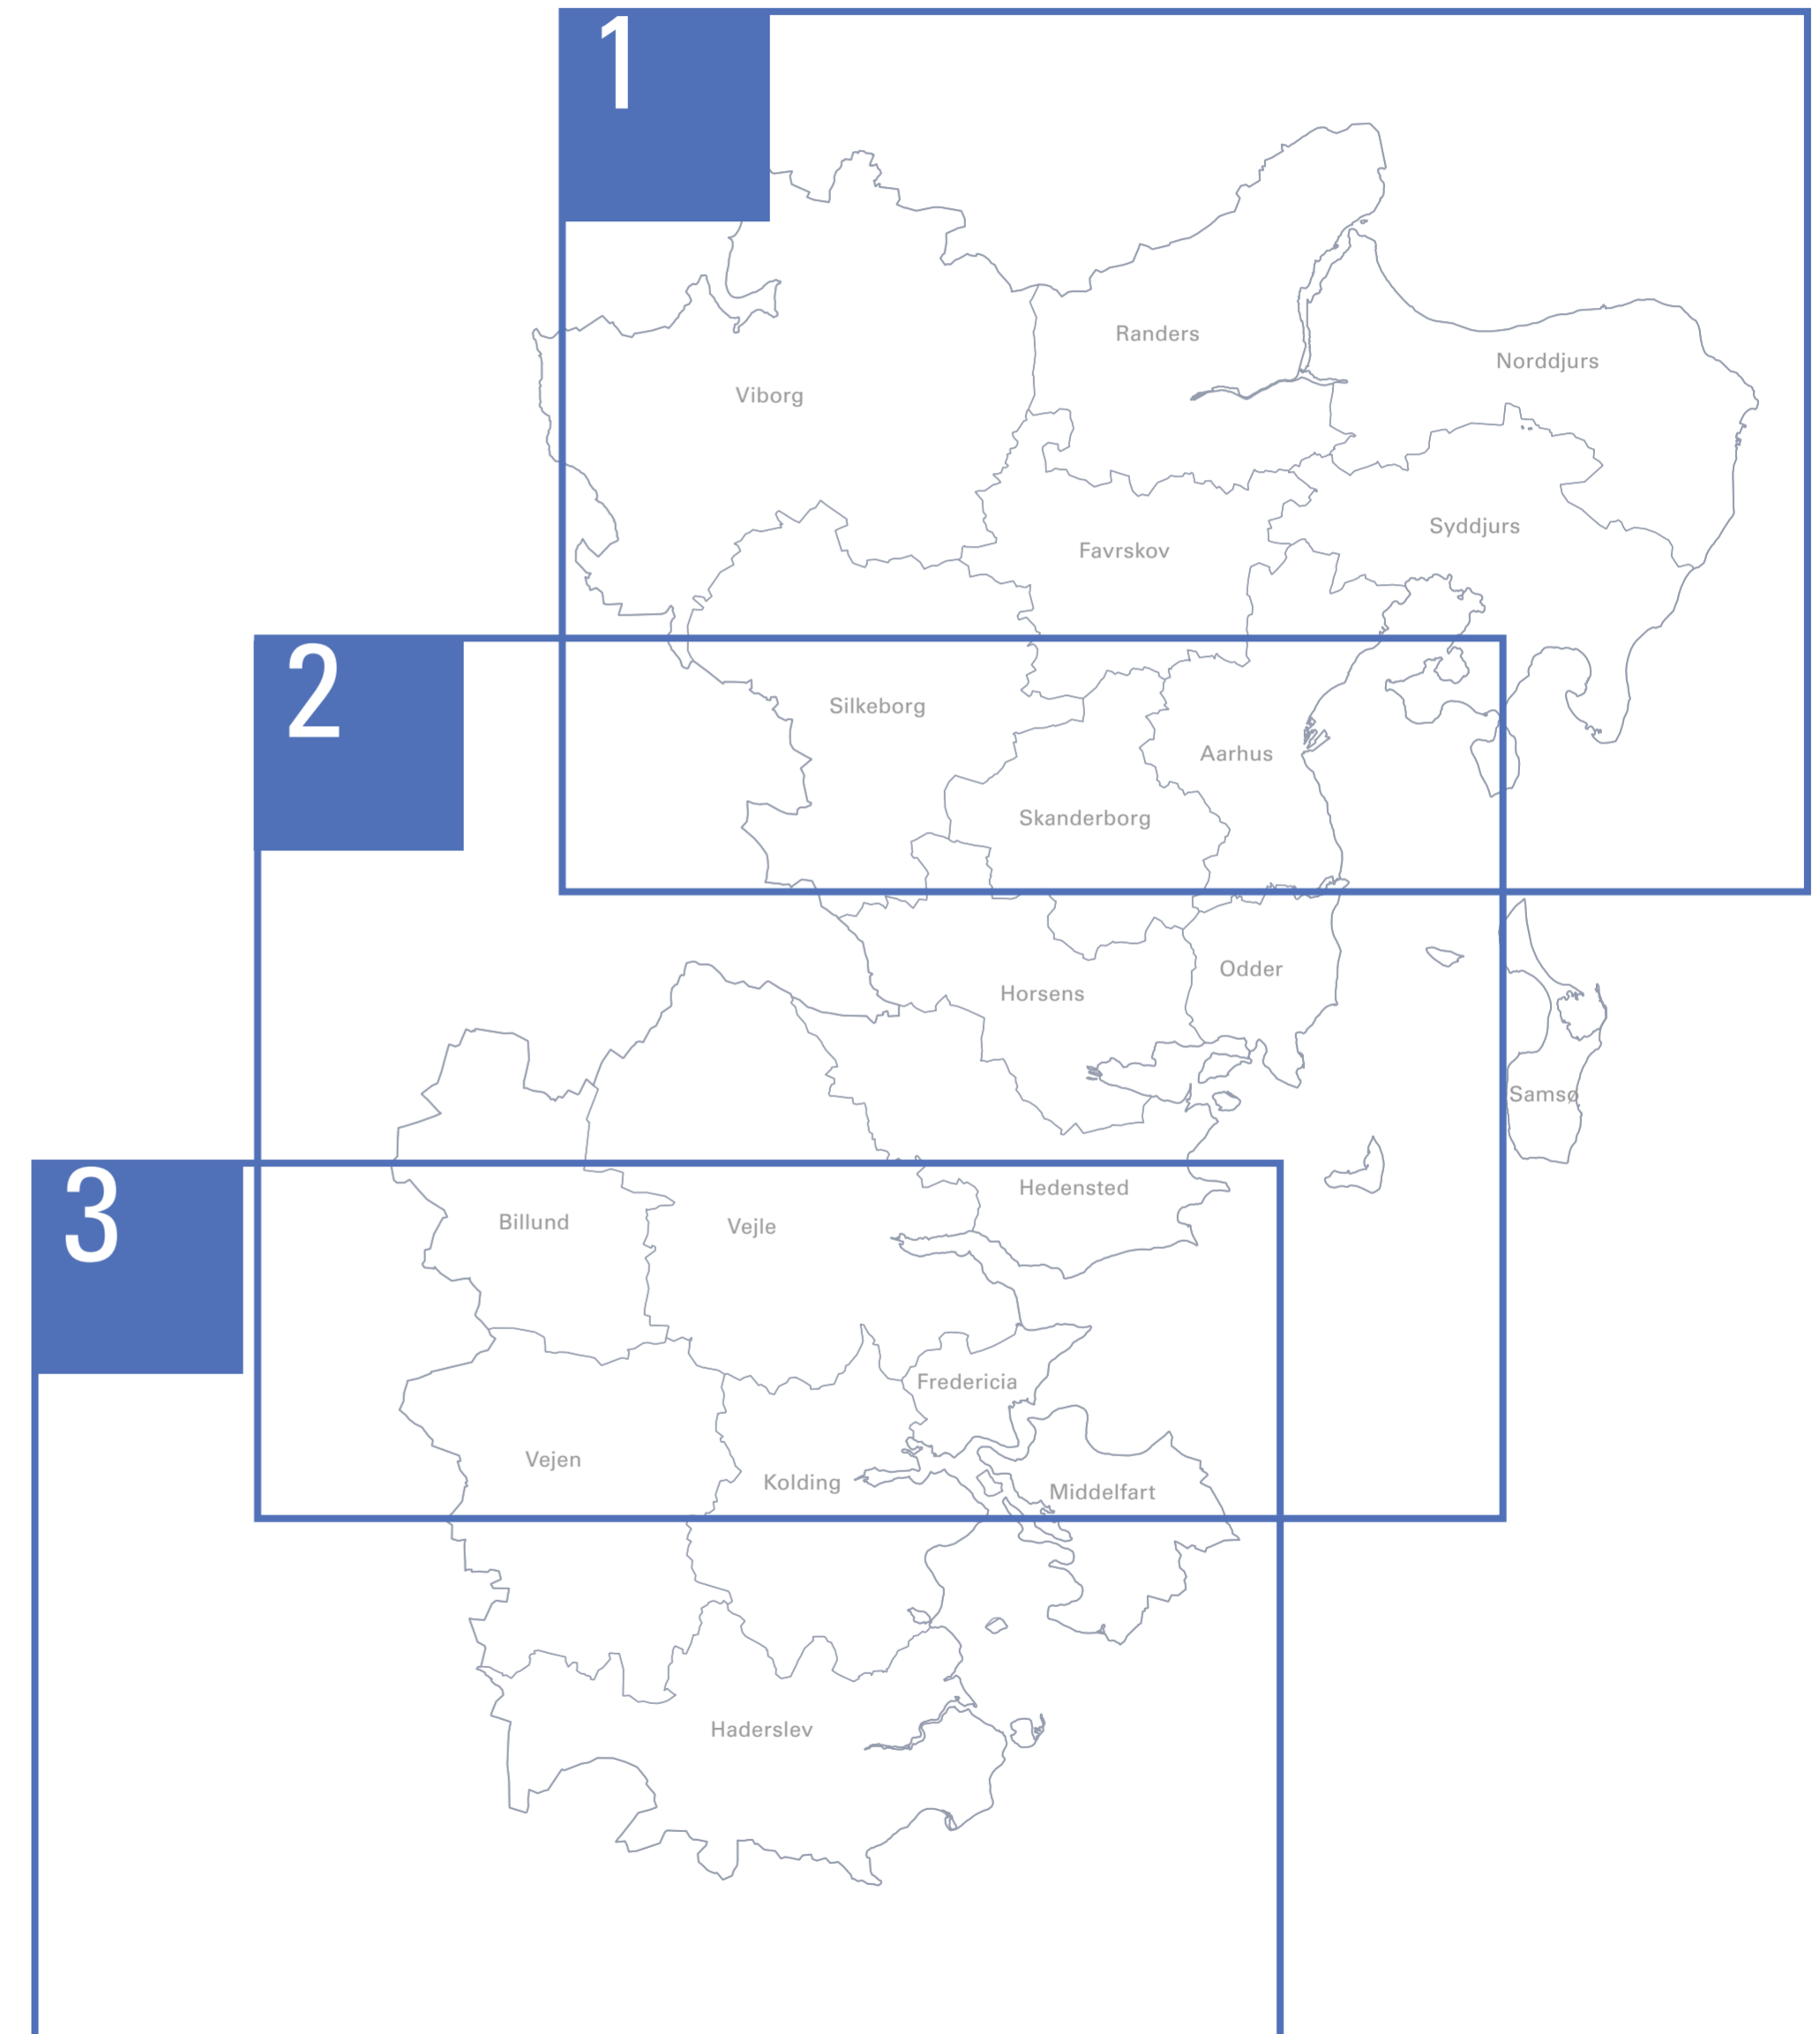 1
Randers
Norddjurs
Viborg
Syddjurs
Favrskov
2
Silkeborg
Aarhus
Skanderborg
Odder
Horsens
Samsø
3
Hedensted
Billund
Vejle
Fredericia
Vejen
Kolding
Middelfart
Haderslev